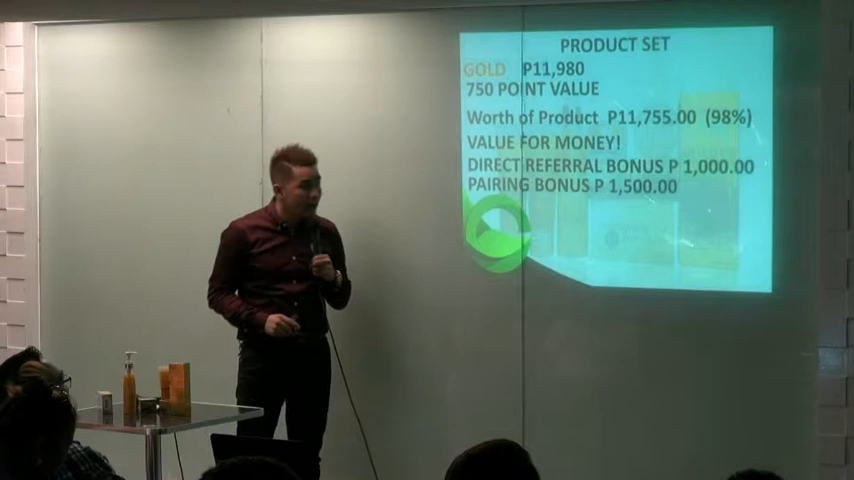 PRODUCT SET
GOLD P11,980
750 POINT VALUE
Worth of Product P11,755.00 (98%)
VALUE FOR MONEY!
DIRECT REFERRAL BONUS P 1,000.00
PAIRING BONUS P 1,500.00